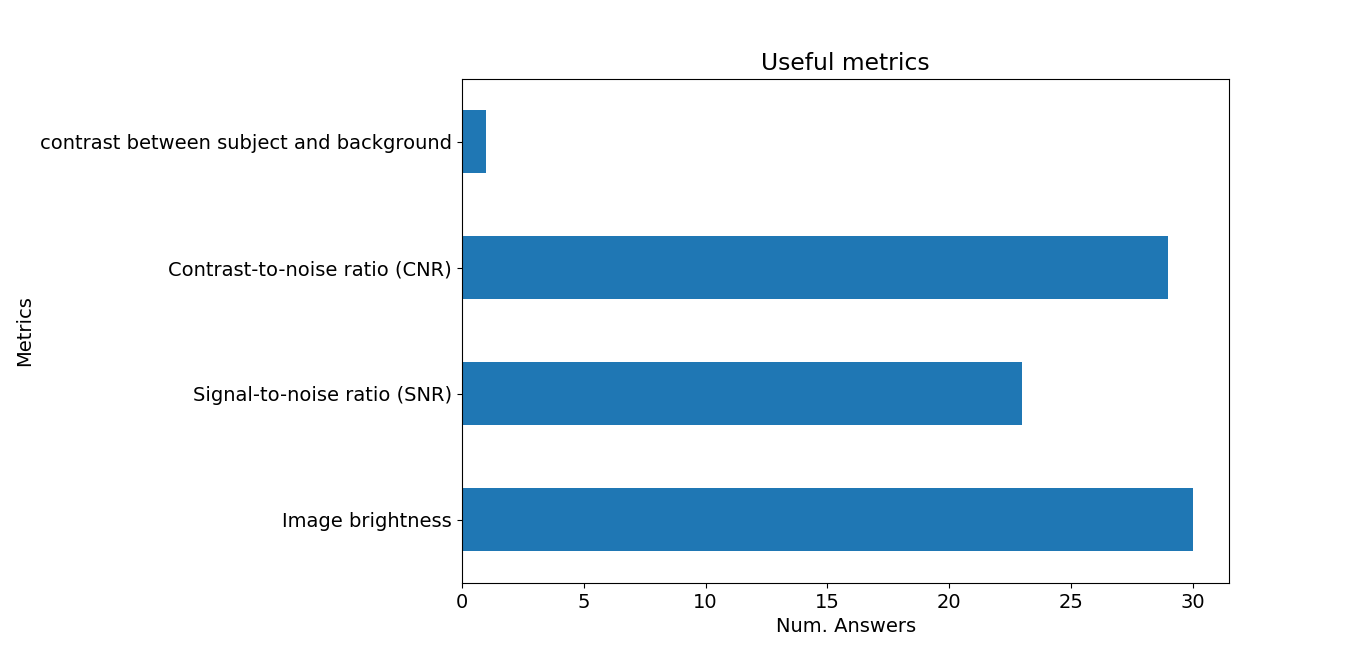 Useful metrics
contrast between subject and background
Contrast-to-noise ratio (CNR)
Signal-to-noise ratio (SNR)
Image brightness
Metrics
0 5 10 15 20 25 30
Num. Answers